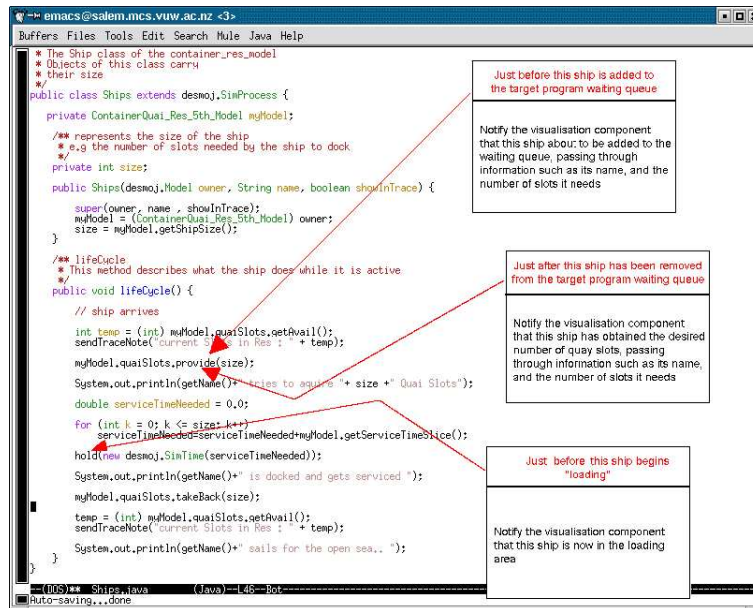 emacs@salem.mcs.vuw.ac.nz <3>
Buffers Files Tools Edit Search Mule Java Help
* The Ship class of the container_res_model
* Objects of this class carry
* their size
*/
public class Ships extends desmoj.SimProcess {
private ContainerQuai_Res_5th_Model myModel;
/** represents the size of the ship
* e.g the number of slots needed by the ship to dock
*/
private int size;
public Ships(desmoj.Model owner, String name, boolean showInTrace) {
super(owner, name , showInTrace);
myModel = (ContainerQuai_Res_5th_Model) owner;
size = myModel.getShipSize();
}
/** lifeCycle
* This method describes what the ship does while it is active
*/
public void lifeCycle() {
// ship arrives
int temp = (int) myModel.quaiSlots.getAvail();
sendTraceNote("current Slots in Res : " + temp);
myModel.quaiSlots.provide(size);
System.out.println(getName()+" tries to aquire "+ size +" Quai Slots");
double serviceTimeNeeded = 0.0;
for (int k = 0; k <= size; k++)
serviceTimeNeeded=serviceTimeNeeded+myModel.getServiceTimeSlice();
hold(new desmoj.SimTime(serviceTimeNeeded));
System.out.println(getName()+" is docked and gets serviced ");
myModel.quaiSlots.takeBack(size);
temp = (int) myModel.quaiSlots.getAvail();
sendTraceNote("current Slots in Res : " + temp);
System.out.println(getName()+" sails for the open sea.. ");
}
}
--(DOS)** Ships.java (Java)--L46--Bot--
Auto-saving...done
Just before this ship is added to
the target program waiting queue
Notify the visualisation component
that this ship about to be added to the
waiting queue, passing through
information such as its name, and the
number of slots it needs
Just after this ship has been removed
from the target program waiting queue
Notify the visualisation component
that this ship has obtained the desired
number of quay slots, passing
through information such as its name,
and the number of slots it needs
Just before this ship begins
"loading"
Notify the visualisation component
that this ship is now in the loading
area